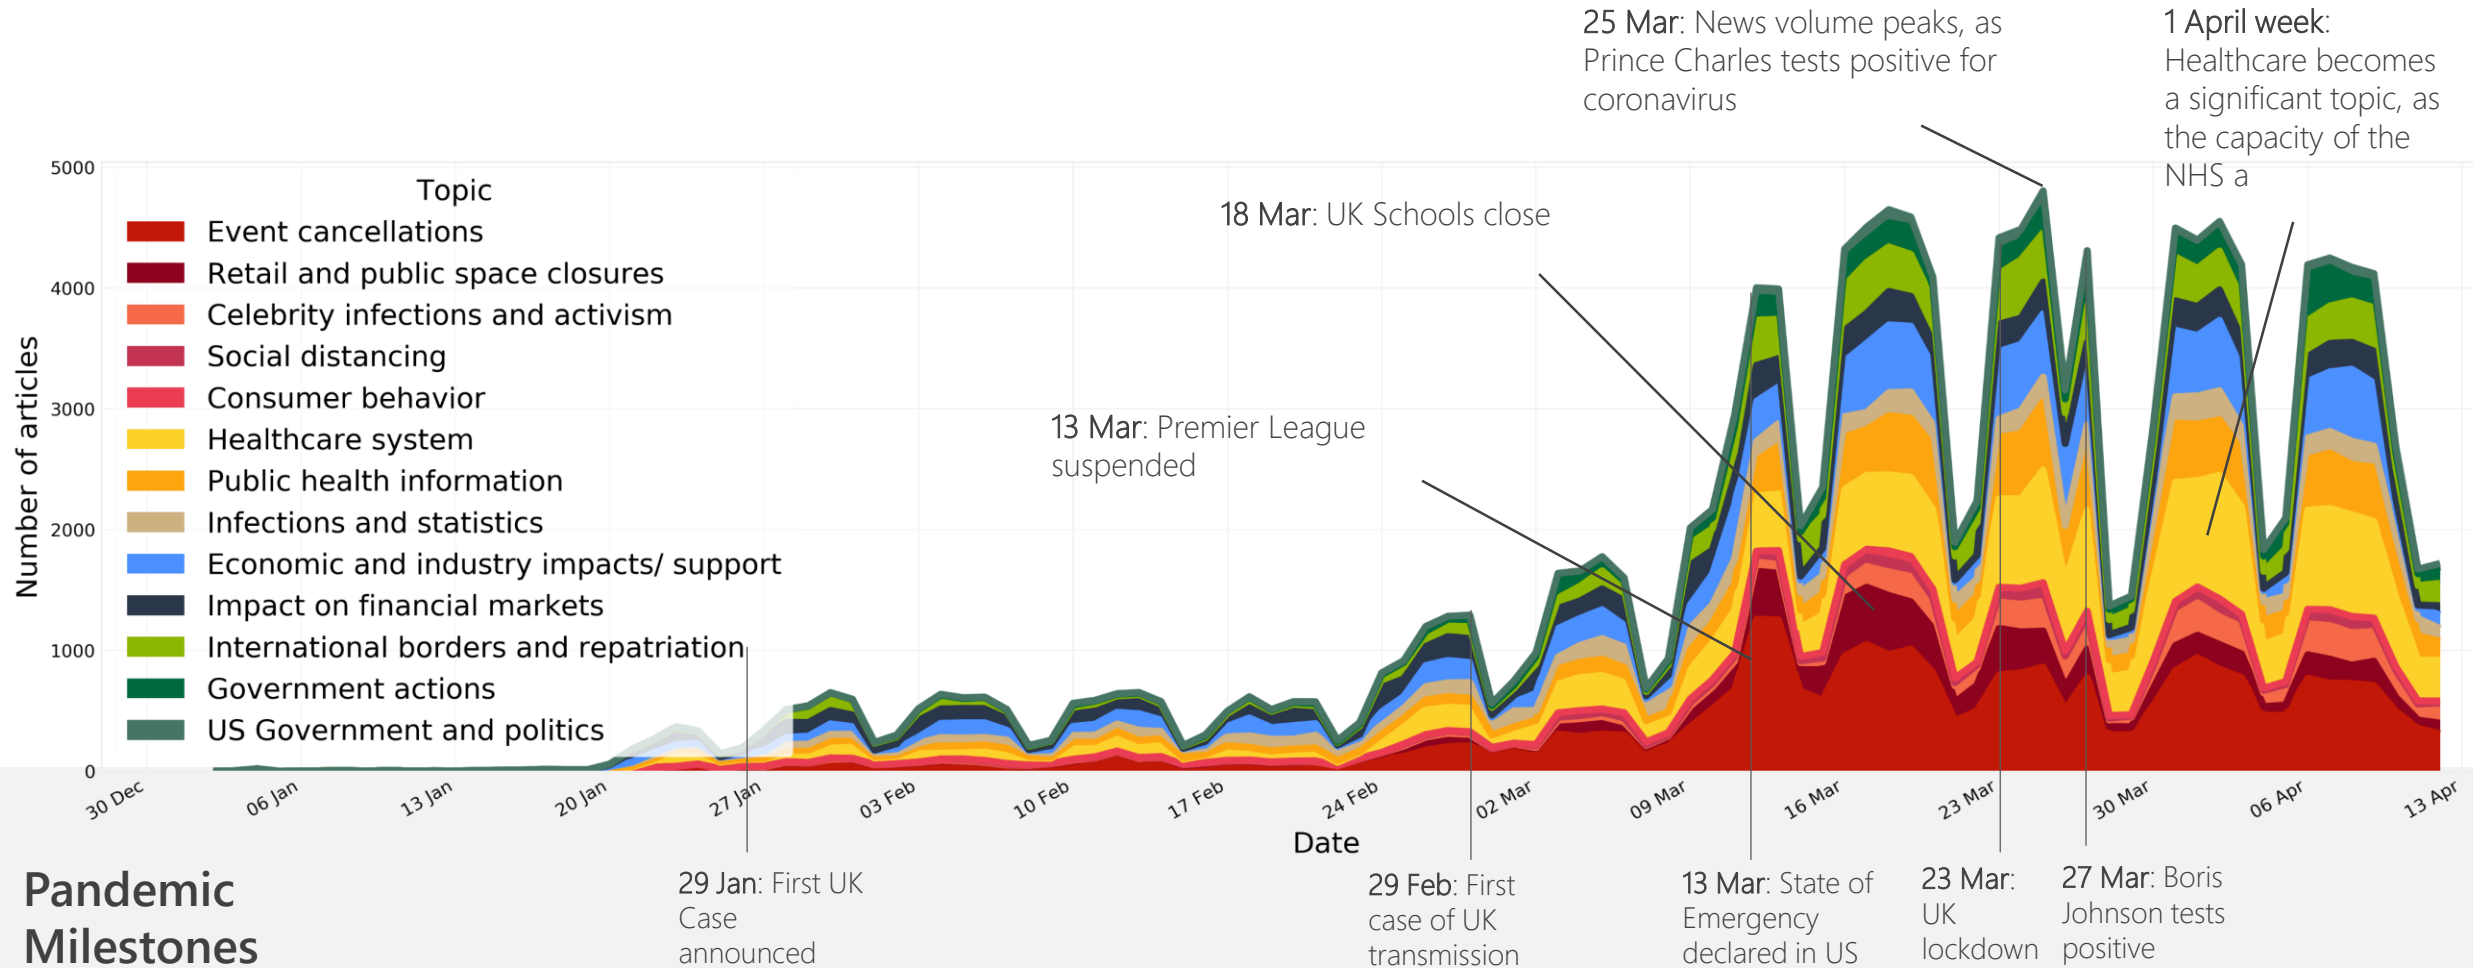 25 Mar: News volume peaks, as
Prince Charles tests positive for
coronavirus
1 April week:
Healthcare becomes
a significant topic, as
the capacity of the
NHS a
18 Mar: UK Schools close
13 Mar: Premier League
suspended
Topic
Event cancellations
Retail and public space closures
Celebrity infections and activism
Social distancing
Consumer behavior
Healthcare system
Public health information
Infections and statistics
Economic and industry impacts/ support
Impact on financial markets
International borders and repatriation
Government actions
US Government and politics
Number of articles
5000
4000
3000
2000
1000
0
30 Dec
06 Jan
13 Jan
20 Jan
27 Jan
03 Feb
10 Feb
17 Feb
24 Feb
02 Mar
09 Mar
16 Mar
23 Mar
30 Mar
06 Apr
13 Apr
Date
Pandemic
Milestones
29 Jan: First UK
Case
announced
29 Feb: First
case of UK
transmission
13 Mar: State of
Emergency
declared in US
23 Mar:
UK
lockdown
27 Mar: Boris
Johnson tests
positive